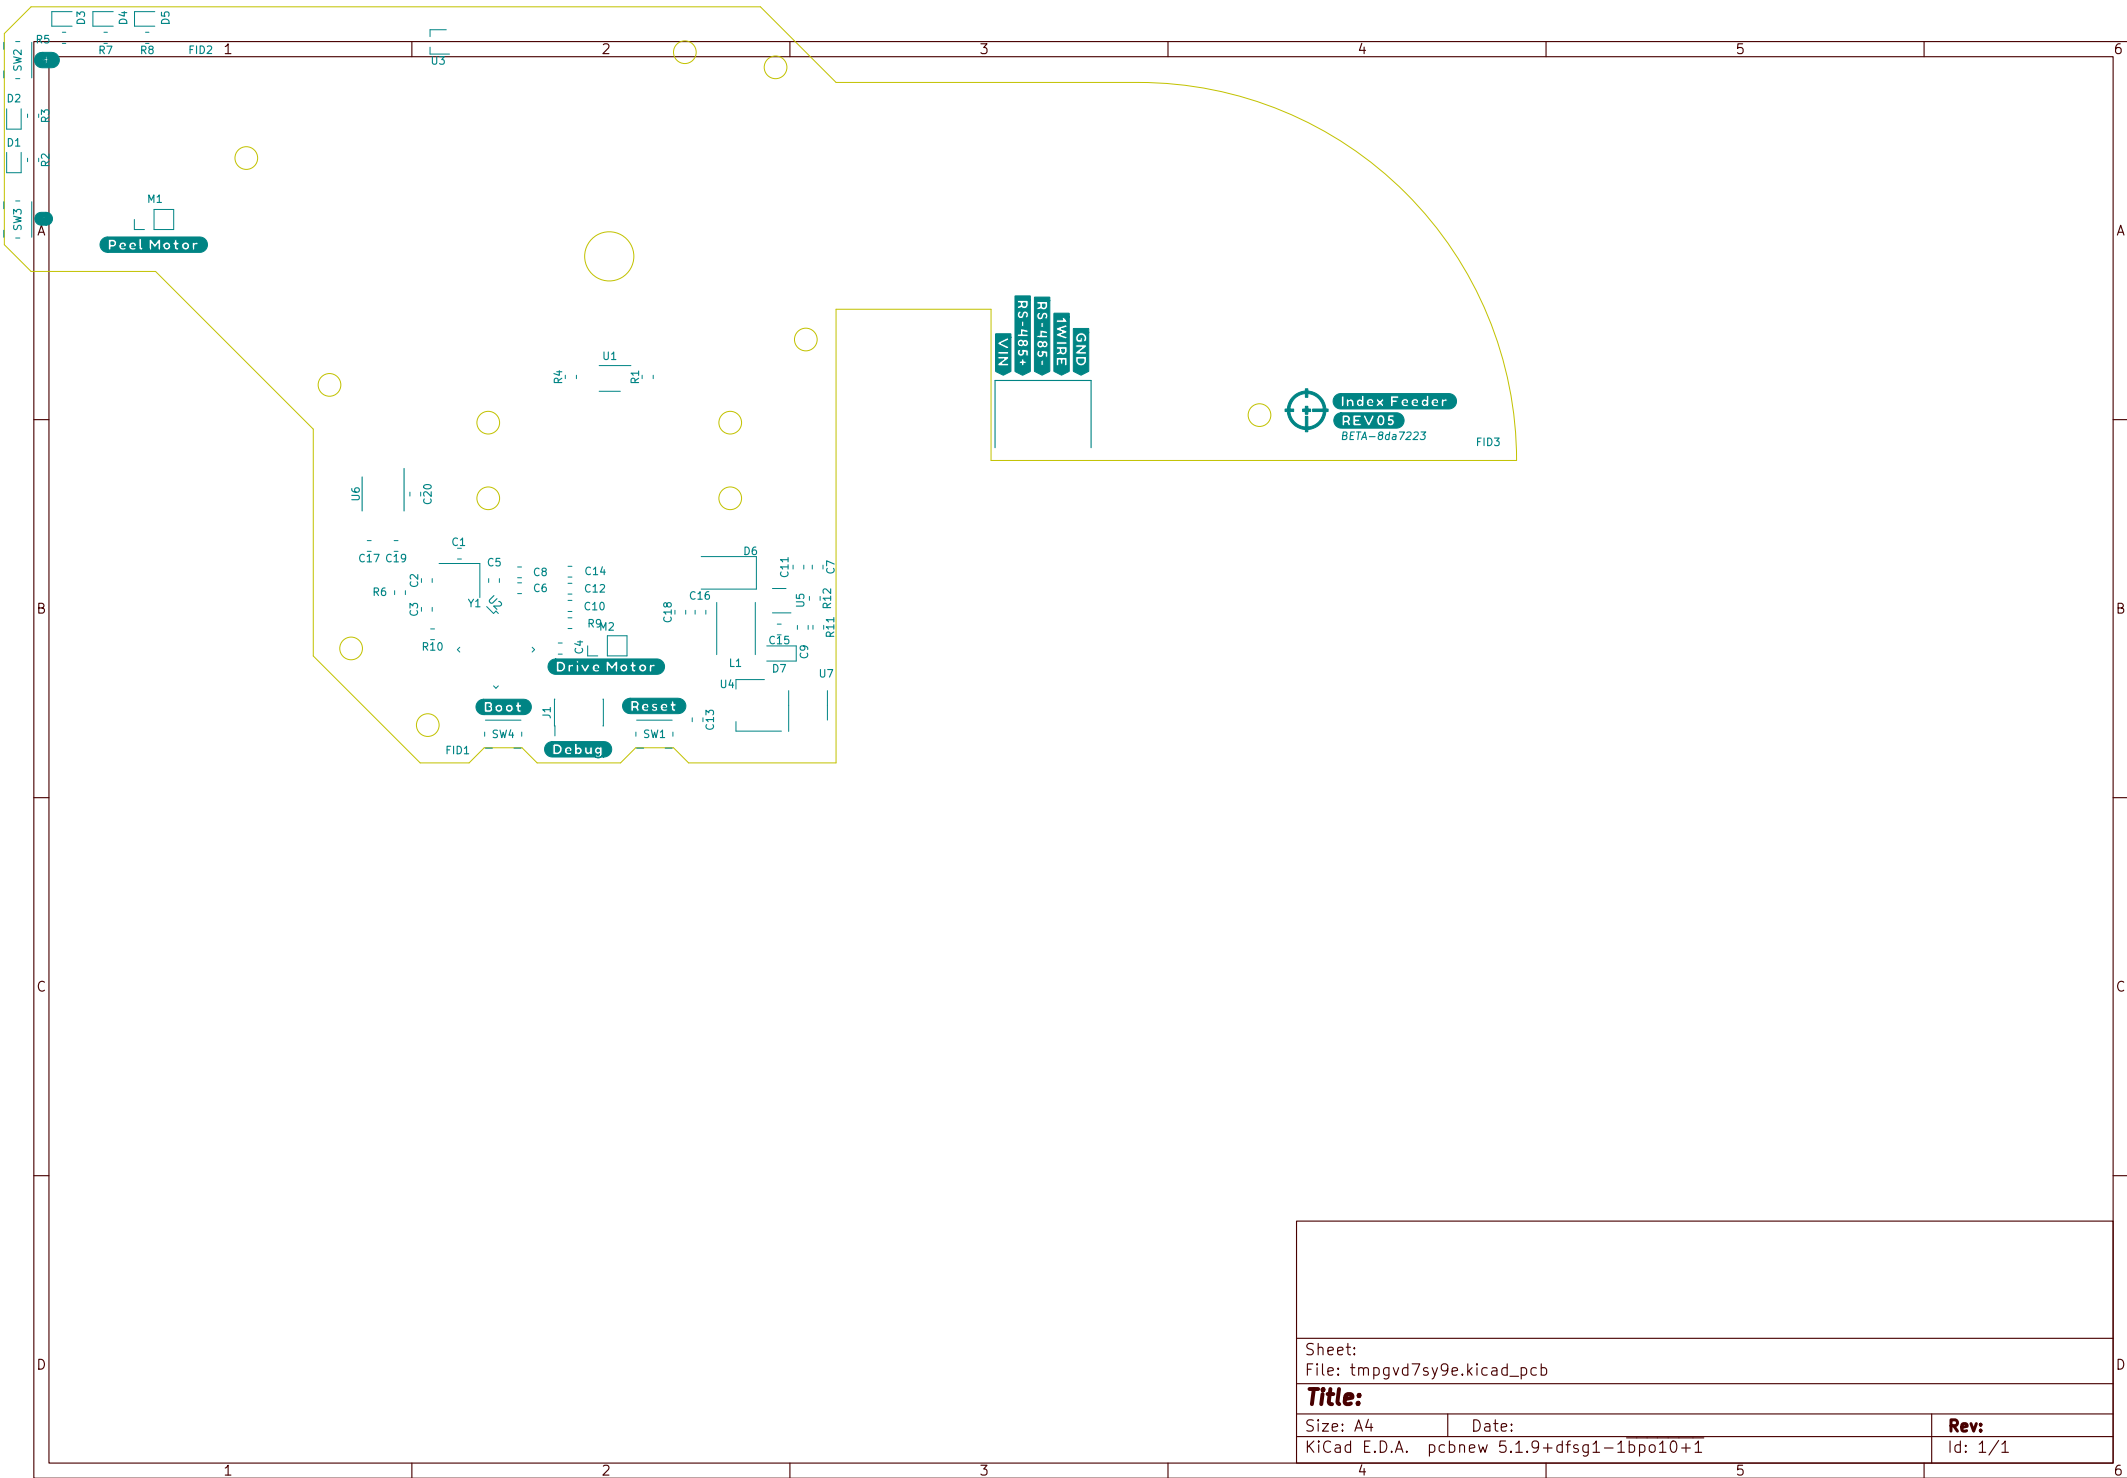 D3
D4
D5
R5
R7
R8
FID2
1
2
3
4
5
6
SW2
+
U3
D2
R3
D1
R2
M1
SW3
A
A
Peel Motor
VIN
RS-485+
RS-485-
1WIRE
GND
U1
R4
R1
Index Feeder
REV05
BETA-8da7223
FID3
U6
C20
C1
C17
C19
C5
C8
C14
D6
C11
C7
C2
R6
C6
C12
C16
U5
R12
Y1
U2
C3
C10
C18
B
B
R9
M2
R11
R10
C4
C15
C9
Drive Motor
L1
D7
U7
U4
Boot
J1
Reset
C13
SW4
SW1
FID1
Debug
C
C
D
D
Sheet:
File: tmpgvd7sy9e.kicad_pcb
Title:
Size: A4
Date:
Rev:
KiCad E.D.A. pcbnew 5.1.9+dfsg1-1bpo10+1
Id: 1/1
1
2
3
4
5
6